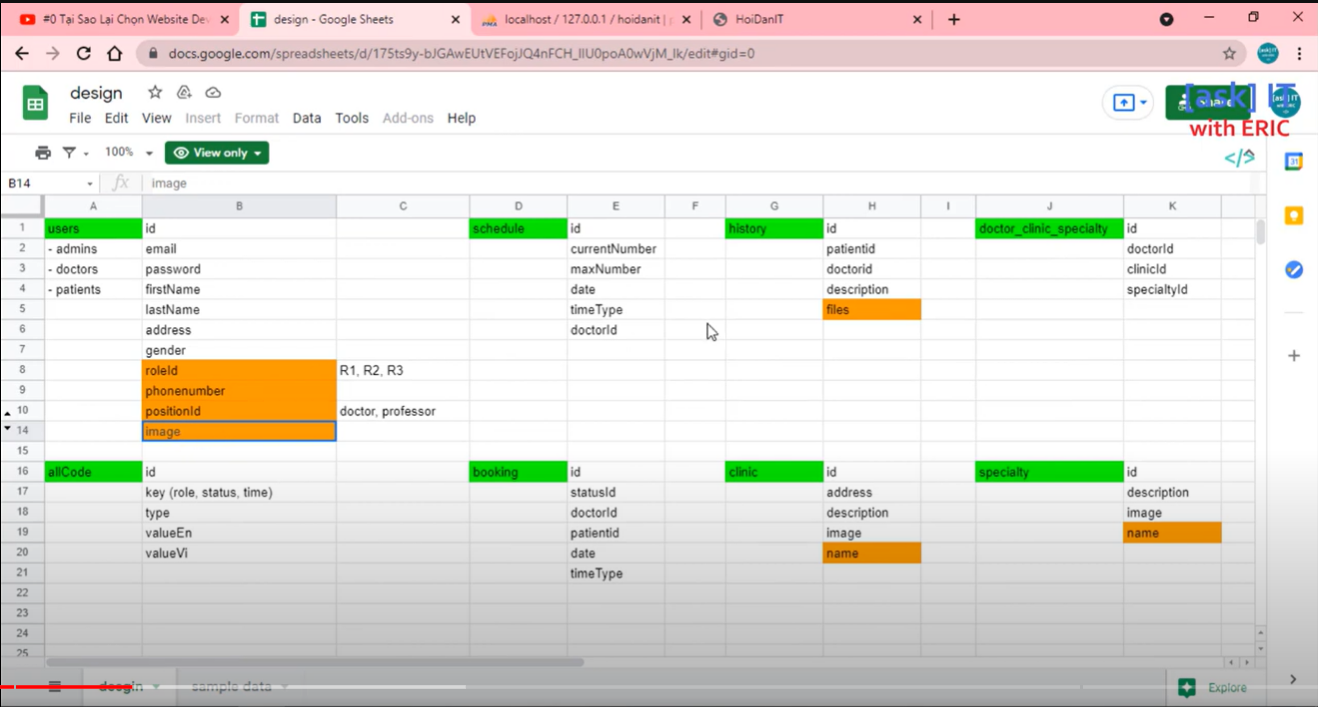 #0 Tại Sao Lại Chọn Website De
design - Google Sheets
localhost / 127.0.0.1 / hoidanit |
HoiDanIT
docs.google.com/spreadsheets/d/175ts9y-bJGAwEUtVEFojJQ4nFCH_IIU0poA0wVjM_Ik/edit#gid=0
design
File Edit View Insert Format Data Tools Add-ons Help
[ask] IT
with ERIC
</>
100% View only
B14 fx image
A B C D E F G H I J K
1 users id schedule id history id doctor_clinic_specialty id
2 - admins email currentNumber patientid doctorId
3 - doctors password maxNumber doctorid clinicId
4 - patients firstName date description specialtyId
5 lastName timeType files
6 address doctorId
7 gender
8 roleId R1, R2, R3
9 phonenumber
10 positionId doctor, professor
14 image
15
16 allCode id booking id clinic id specialty id
17 key (role, status, time) statusId address description
18 type doctorId description image
19 valueEn patientid image name
20 valueVi date name
21 timeType
22
23
24
25
desgin sample data Explore